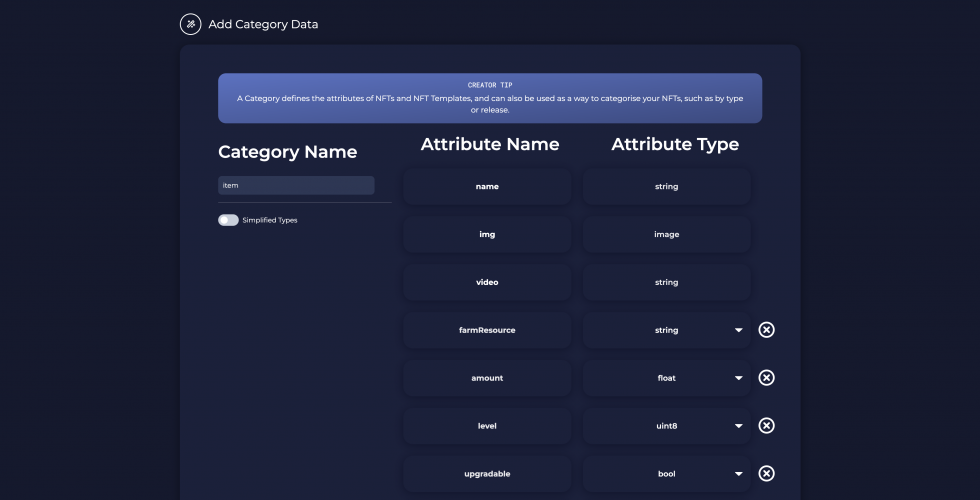 Add Category Data
CREATOR TIP
A Category defines the attributes of NFTs and NFT Templates, and can also be used as a way to categorise your NFTs, such as by type
or release.
Category Name
item
Simplified Types
Attribute Name Attribute Type
name string
img image
video string
farmResource string
amount float
level uint8
upgradable bool